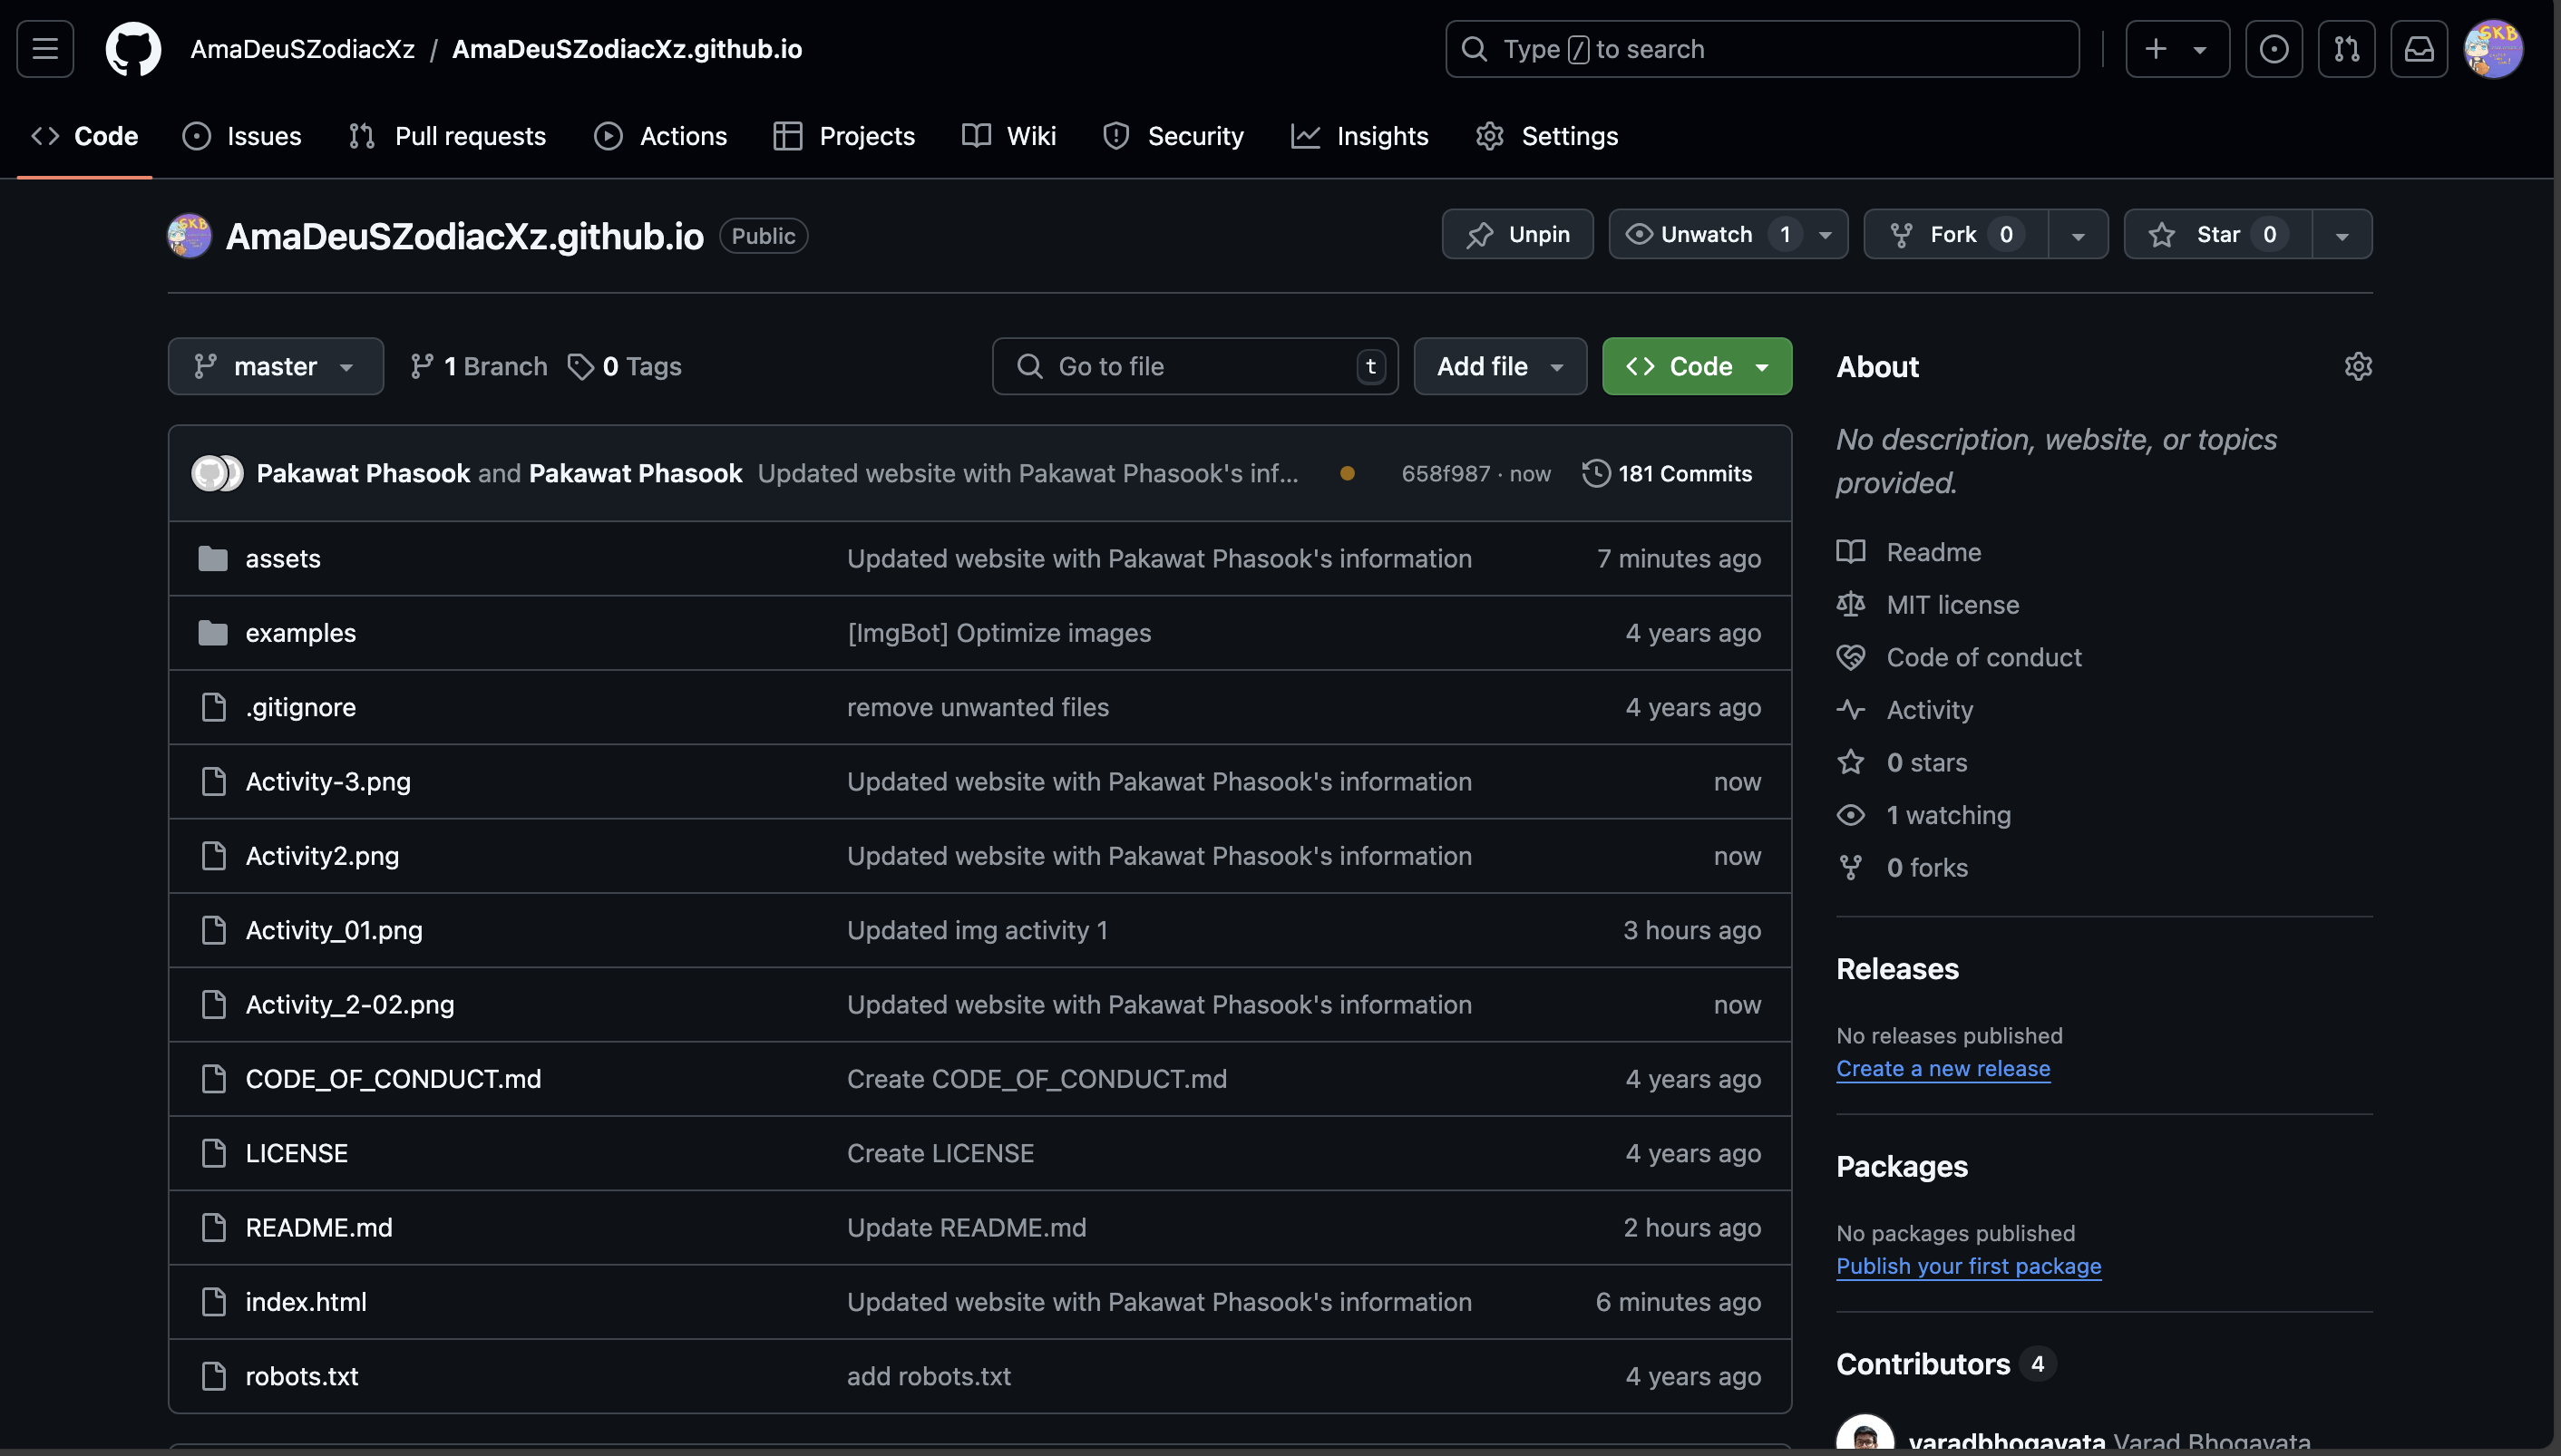 AmaDeuSZodiacXz / AmaDeuSZodiacXz.github.io Type / to search
Code Issues Pull requests Actions Projects Wiki Security Insights Settings
AmaDeuSZodiacXz.github.io Public Unpin Unwatch 1 Fork 0 Star 0
master 1 Branch 0 Tags Go to file t Add file Code
Pakawat Phasook and Pakawat Phasook Updated website with Pakawat Phasook's inf... 658f987 · now 181 Commits
assets Updated website with Pakawat Phasook's information 7 minutes ago
examples [ImgBot] Optimize images 4 years ago
.gitignore remove unwanted files 4 years ago
Activity-3.png Updated website with Pakawat Phasook's information now
Activity2.png Updated website with Pakawat Phasook's information now
Activity_01.png Updated img activity 1 3 hours ago
Activity_2-02.png Updated website with Pakawat Phasook's information now
CODE_OF_CONDUCT.md Create CODE_OF_CONDUCT.md 4 years ago
LICENSE Create LICENSE 4 years ago
README.md Update README.md 2 hours ago
index.html Updated website with Pakawat Phasook's information 6 minutes ago
robots.txt add robots.txt 4 years ago
About
No description, website, or topics
provided.
Readme
MIT license
Code of conduct
Activity
0 stars
1 watching
0 forks
Releases
No releases published
Create a new release
Packages
No packages published
Publish your first package
Contributors 4
varadbhogayata Varad Bhogayata